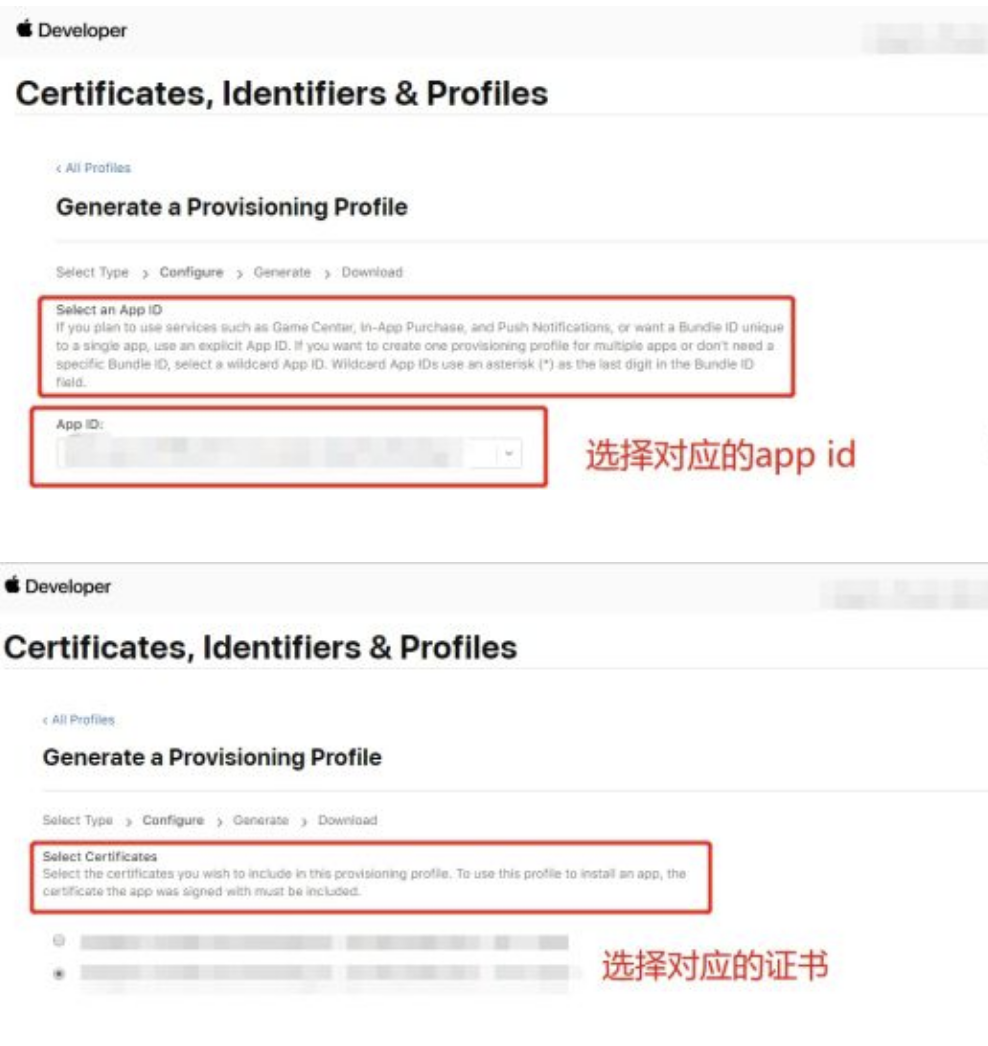 Developer
Certificates, Identifiers & Profiles
< All Profiles
Generate a Provisioning Profile
Select Type > Configure > Generate > Download
Select an App ID
If you plan to use services such as Game Center, In-App Purchase, and Push Notifications, or want a Bundle ID unique
to a single app, use an explicit App ID. If you want to create one provisioning profile for multiple apps or don't need a
specific Bundle ID, select a wildcard App ID. Wildcard App IDs use an asterisk (*) as the last digit in the Bundle ID
field.
App ID:
选择对应的app id
Developer
Certificates, Identifiers & Profiles
< All Profiles
Generate a Provisioning Profile
Select Type > Configure > Generate > Download
Select Certificates
Select the certificates you wish to include in this provisioning profile. To use this profile to install an app, the
certificate the app was signed with must be included.
选择对应的证书